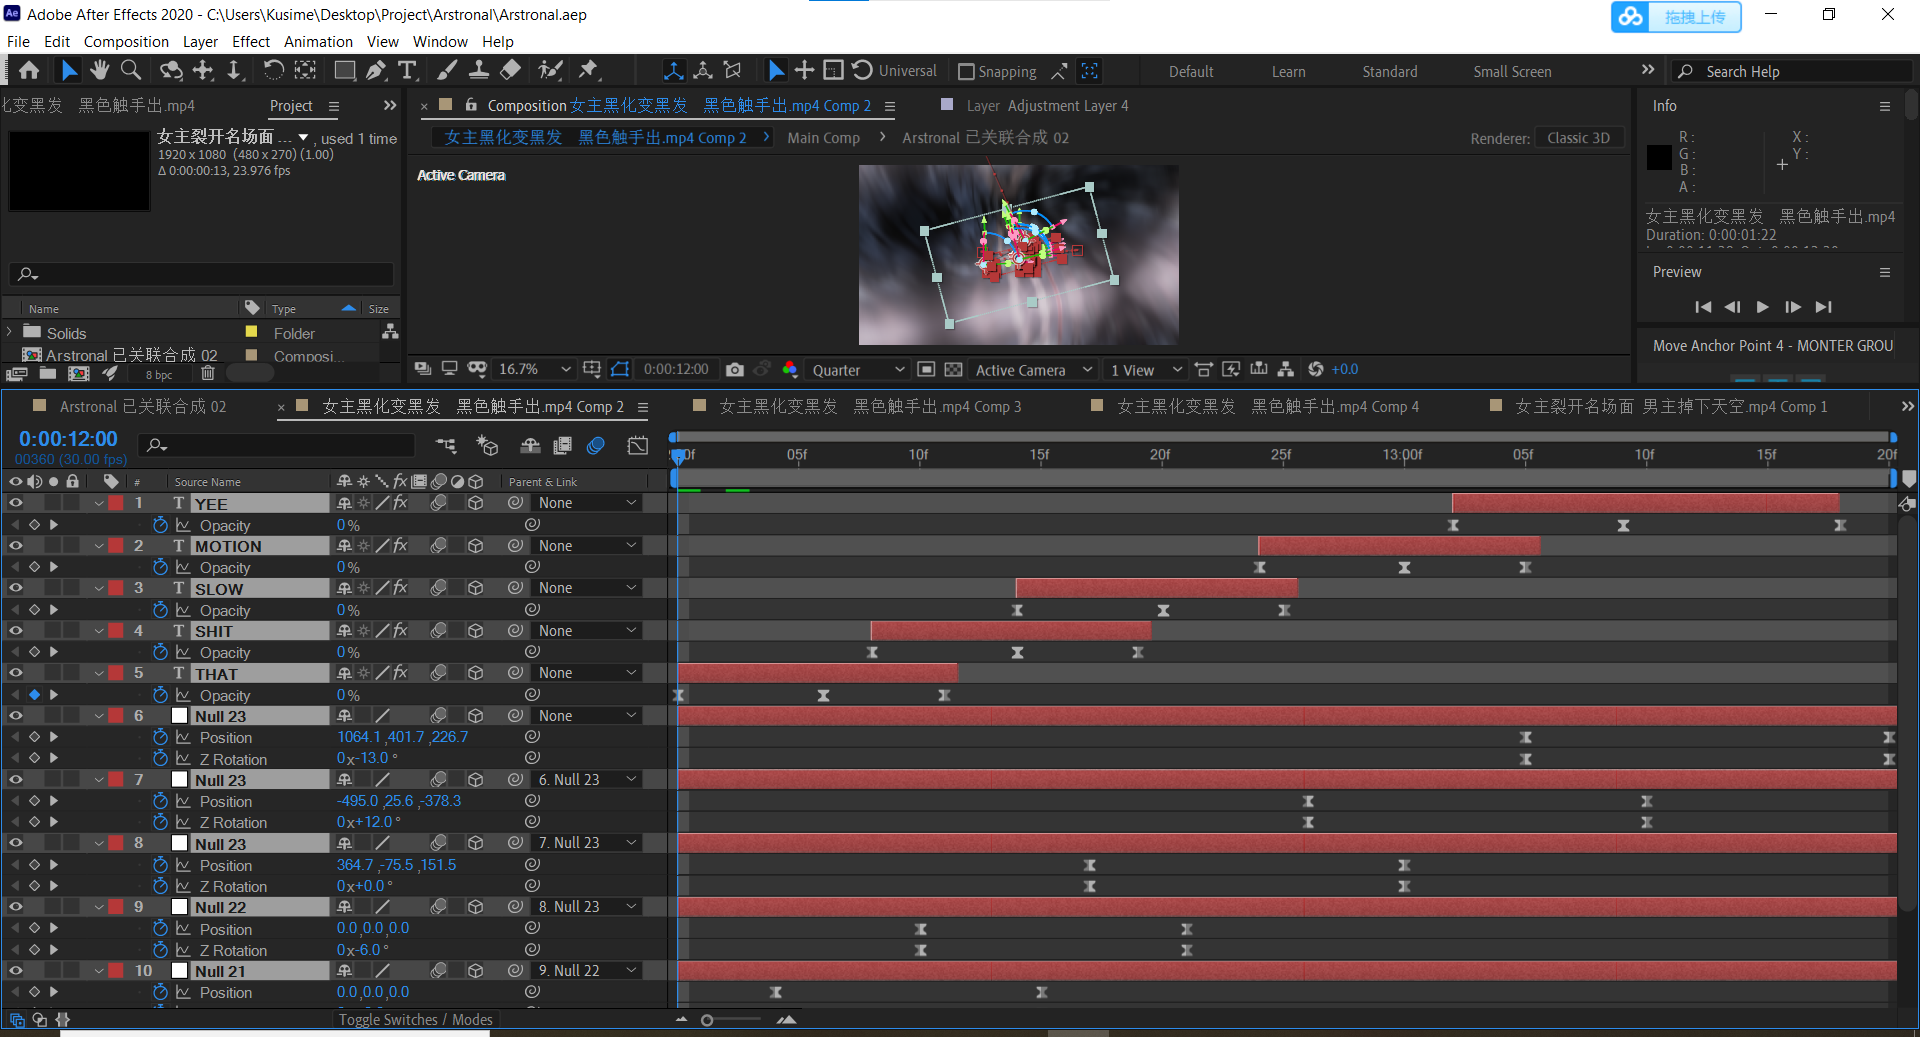 Adobe After Effects 2020 - C:\Users\Kusime\Desktop\Project\Arstronal\Arstronal.aep
拖拽上传
File Edit Composition Layer Effect Animation View Window Help
Universal
Snapping
Default
Learn
Standard
Small Screen
Search Help
化变黑发 黑色触手出.mp4
Project
Composition 女主黑化变黑发 黑色触手出.mp4 Comp 2
Layer Adjustment Layer 4
Info
女主裂开名场面 ... , used 1 time
1920 x 1080 (480 x 270) (1.00)
Δ 0:00:00:13, 23.976 fps
女主黑化变黑发 黑色触手出.mp4 Comp 2
Main Comp
Arstronal 已关联合成 02
Renderer:
Classic 3D
Active Camera
R :
G :
B :
A :
X :
Y :
女主黑化变黑发 黑色触手出.mp4
Duration: 0:00:01:22
Preview
Move Anchor Point 4 - MONTER GROU
Name
Type
Size
Solids
Folder
Arstronal 已关联合成 02
Composi...
8 bpc
16.7%
0:00:12:00
Quarter
Active Camera
1 View
+0.0
Arstronal 已关联合成 02
女主黑化变黑发 黑色触手出.mp4 Comp 2
女主黑化变黑发 黑色触手出.mp4 Comp 3
女主黑化变黑发 黑色触手出.mp4 Comp 4
女主裂开名场面 男主掉下天空.mp4 Comp 1
0:00:12:00
00360 (30.00 fps)
05f 10f 15f 20f 25f 13:00f 05f 10f 15f 20f
# Source Name
Parent & Link
1 T YEE fx None
Opacity 0%
2 T MOTION fx None
Opacity 0%
3 T SLOW fx None
Opacity 0%
4 T SHIT fx None
Opacity 0%
5 T THAT fx None
Opacity 0%
6 Null 23 None
Position 1064.1 ,401.7 ,226.7
Z Rotation 0x-13.0 °
7 Null 23 6. Null 23
Position -495.0 ,25.6 ,-378.3
Z Rotation 0x+12.0 °
8 Null 23 7. Null 23
Position 364.7 ,-75.5 ,151.5
Z Rotation 0x+0.0 °
9 Null 22 8. Null 23
Position 0.0 ,0.0 ,0.0
Z Rotation 0x-6.0 °
10 Null 21 9. Null 22
Position 0.0 ,0.0 ,0.0
Toggle Switches / Modes